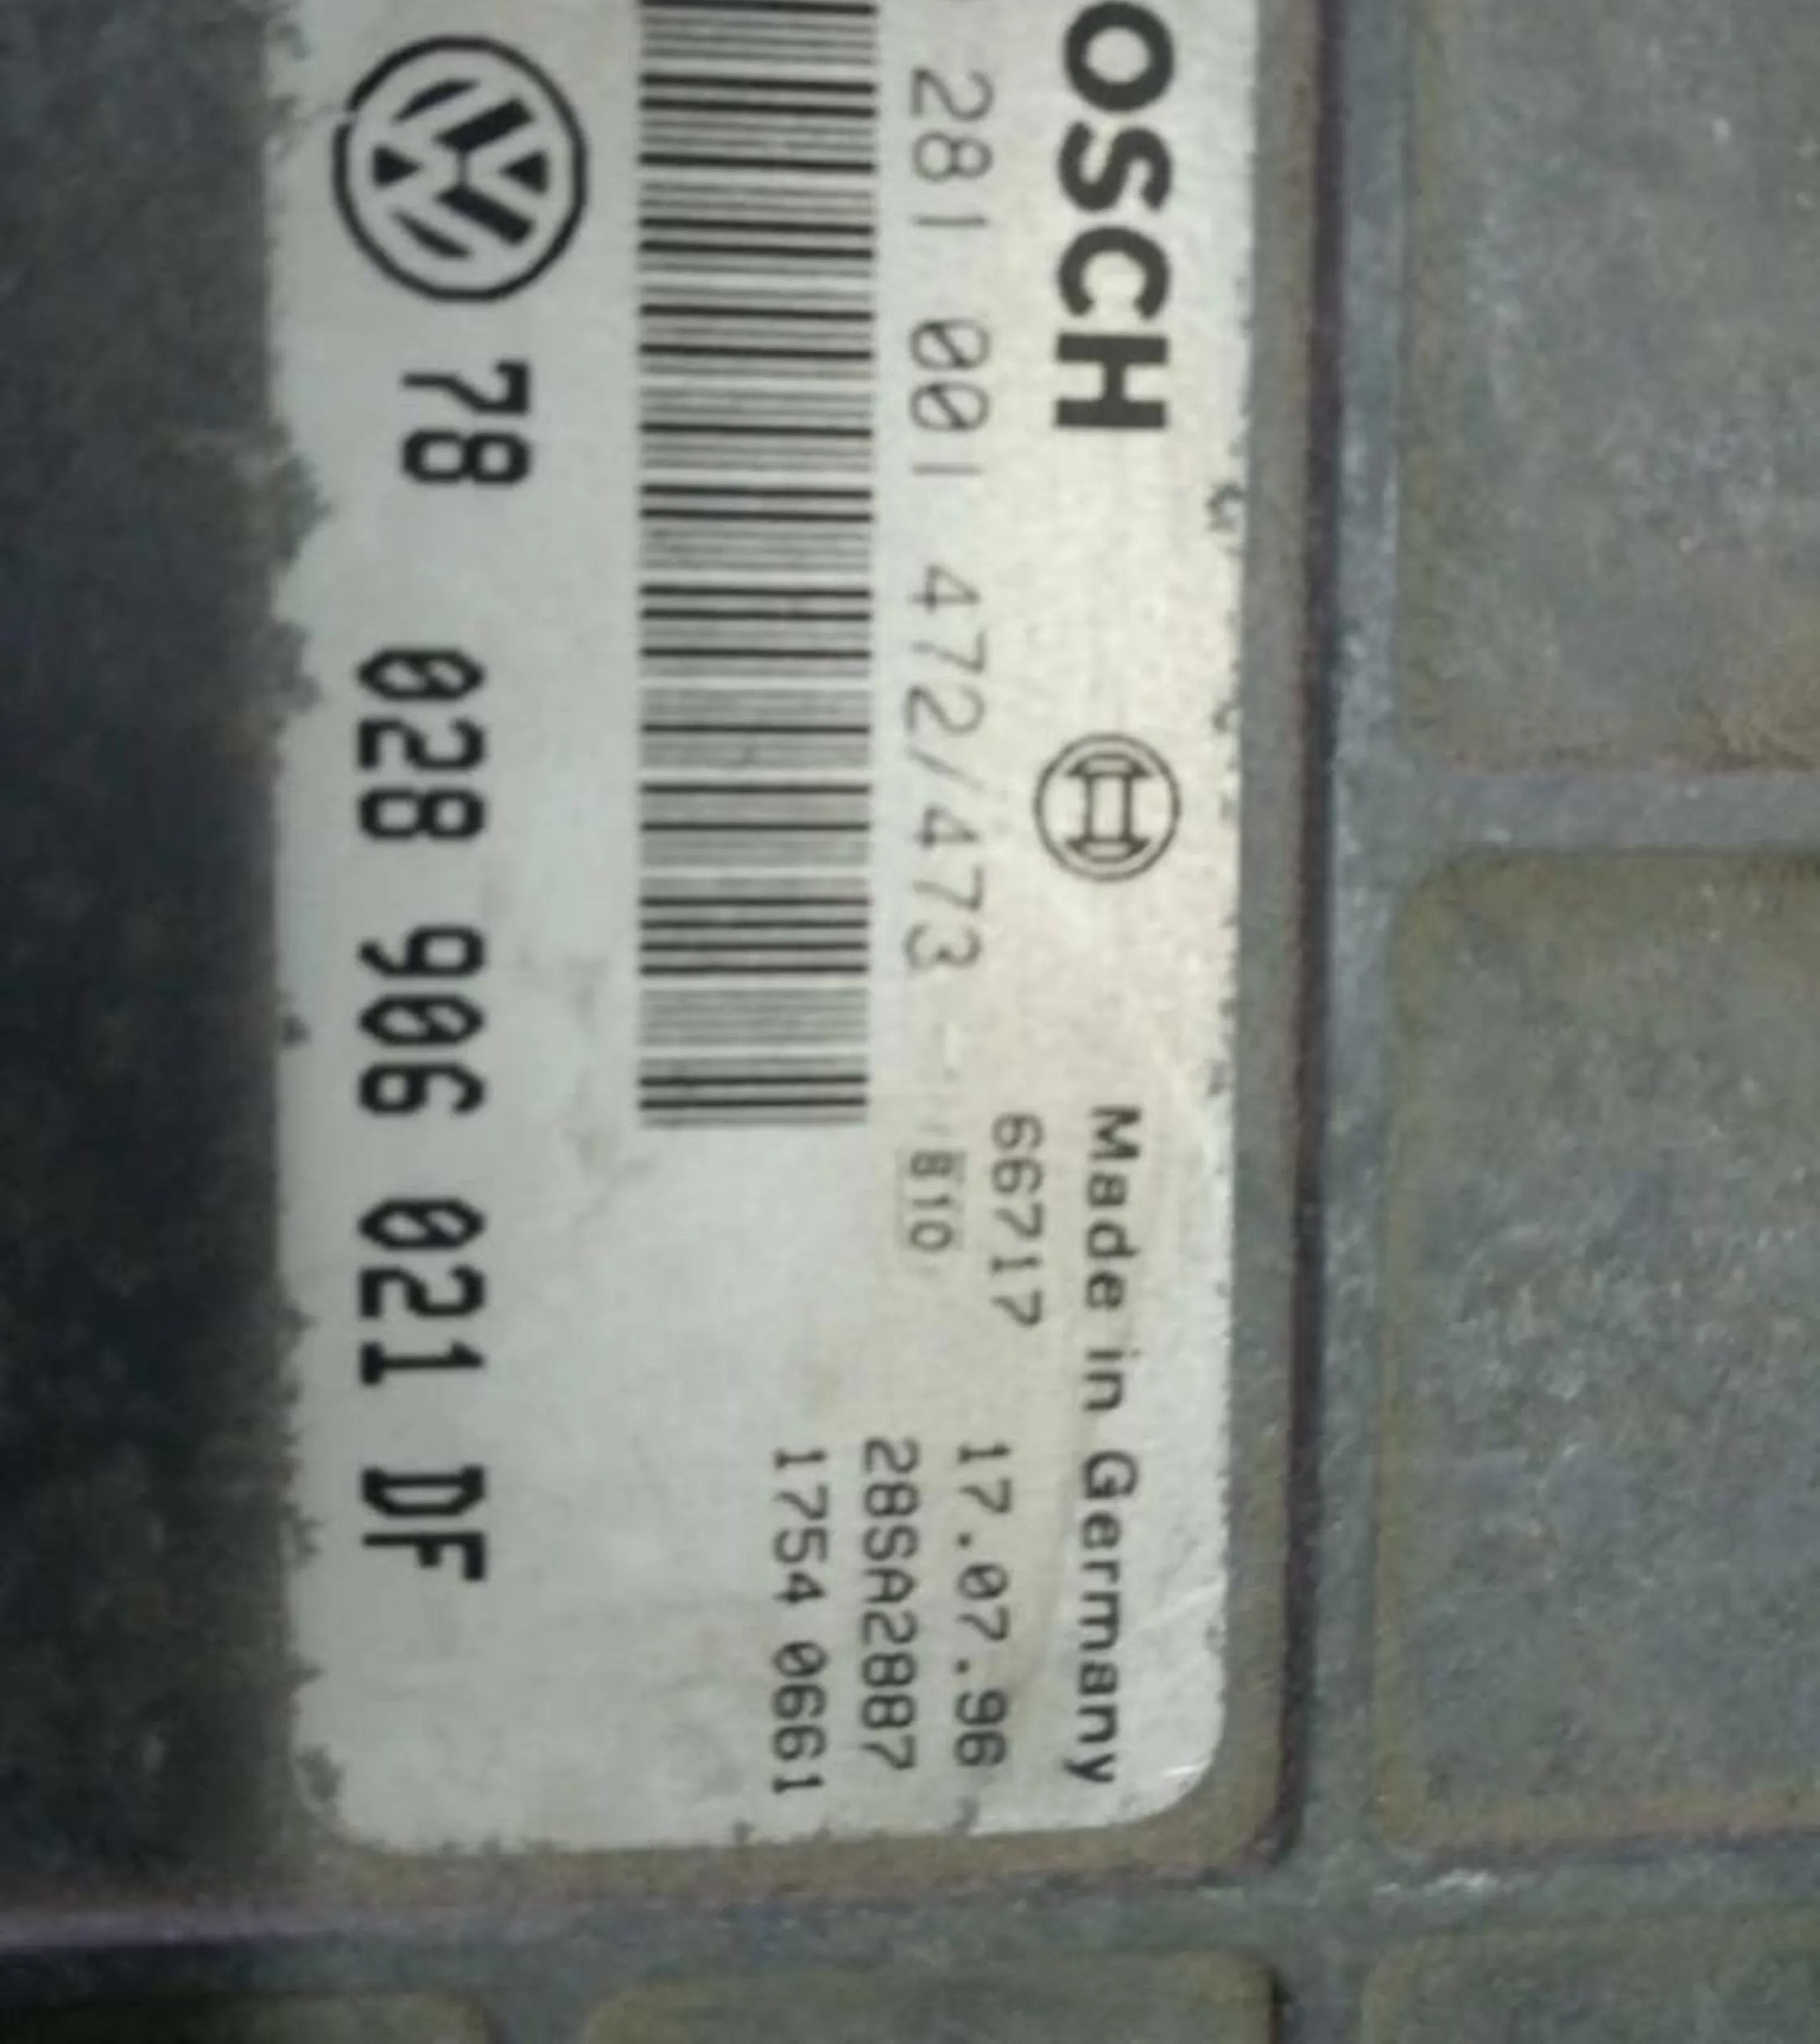 OSCH
Made in Germany
281 001 472/473
66717
17.07.96
810
28SA2887
1754 0661
78 028 906 021 DF